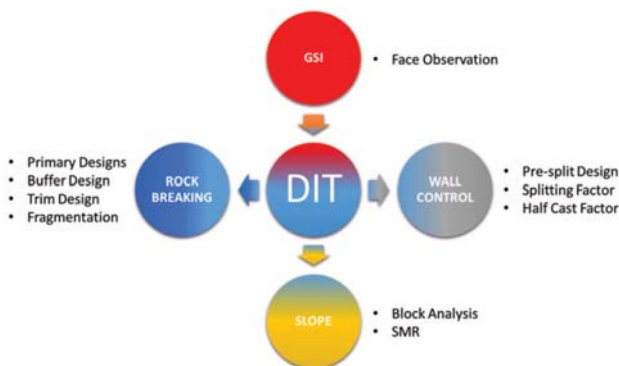 GSI
• Face Observation
• Primary Designs
• Buffer Design
• Trim Design
• Fragmentation
ROCK
BREAKING
DIT
WALL
CONTROL
• Pre-split Design
• Splitting Factor
• Half Cast Factor
SLOPE
• Block Analysis
• SMR